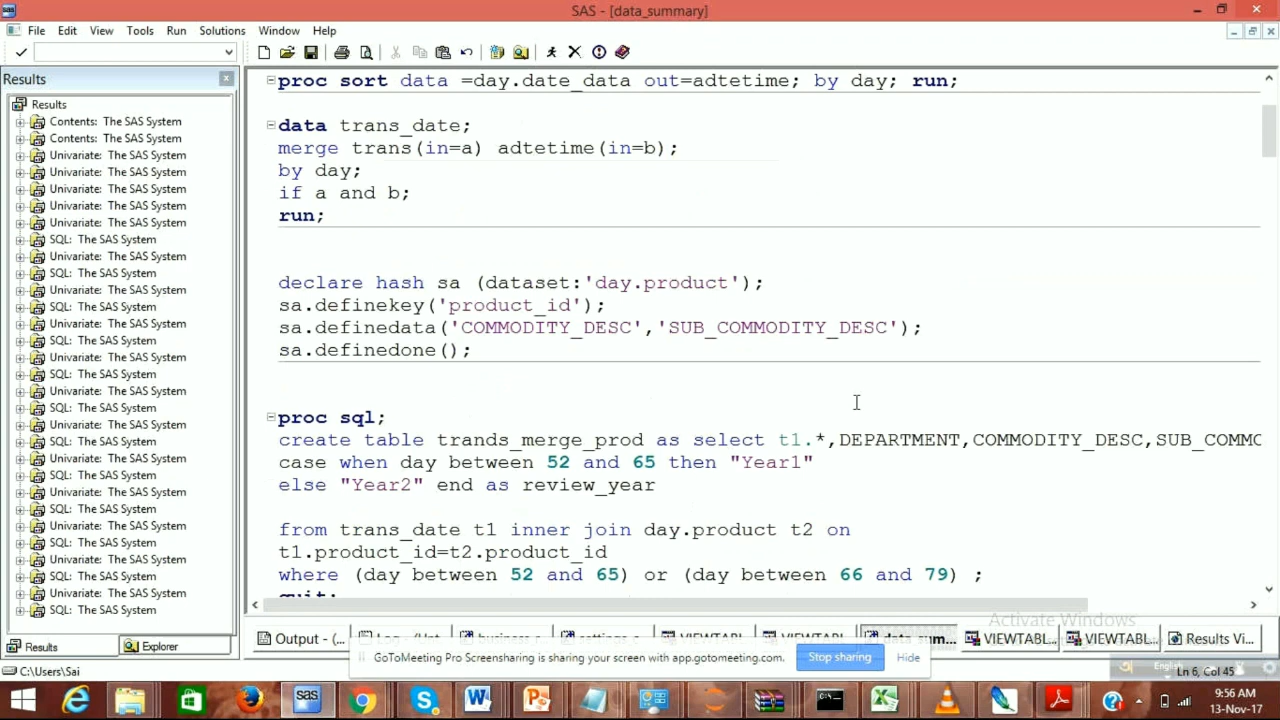 SAS - [data_summary]
File Edit View Tools Run Solutions Window Help
Results
Results
Contents: The SAS System
Contents: The SAS System
Univariate: The SAS System
Univariate: The SAS System
Univariate: The SAS System
Univariate: The SAS System
Univariate: The SAS System
SQL: The SAS System
Univariate: The SAS System
SQL: The SAS System
Univariate: The SAS System
SQL: The SAS System
Univariate: The SAS System
SQL: The SAS System
Univariate: The SAS System
SQL: The SAS System
Univariate: The SAS System
SQL: The SAS System
Univariate: The SAS System
SQL: The SAS System
Univariate: The SAS System
SQL: The SAS System
Univariate: The SAS System
SQL: The SAS System
Univariate: The SAS System
SQL: The SAS System
Univariate: The SAS System
SQL: The SAS System
Univariate: The SAS System
SQL: The SAS System
Results Explorer
proc sort data =day.date_data out=adtetime; by day; run;
data trans_date;
merge trans(in=a) adtetime(in=b);
by day;
if a and b;
run;
declare hash sa (dataset:'day.product');
sa.definekey('product_id');
sa.definedata('COMMODITY_DESC','SUB_COMMODITY_DESC');
sa.definedone();
proc sql;
create table trands_merge_prod as select t1.*,DEPARTMENT,COMMODITY_DESC,SUB_COMMO
case when day between 52 and 65 then "Year1"
else "Year2" end as review_year
from trans_date t1 inner join day.product t2 on
t1.product_id=t2.product_id
where (day between 52 and 65) or (day between 66 and 79) ;
quit;
Activate Windows
Output - (... VIEWTABL... VIEWTABL... Results Vi...
GoToMeeting Pro Screensharing is sharing your screen with app.gotomeeting.com. Stop sharing Hide
C:\Users\Sai
English
Ln 6, Col 45
9:56 AM
13-Nov-17